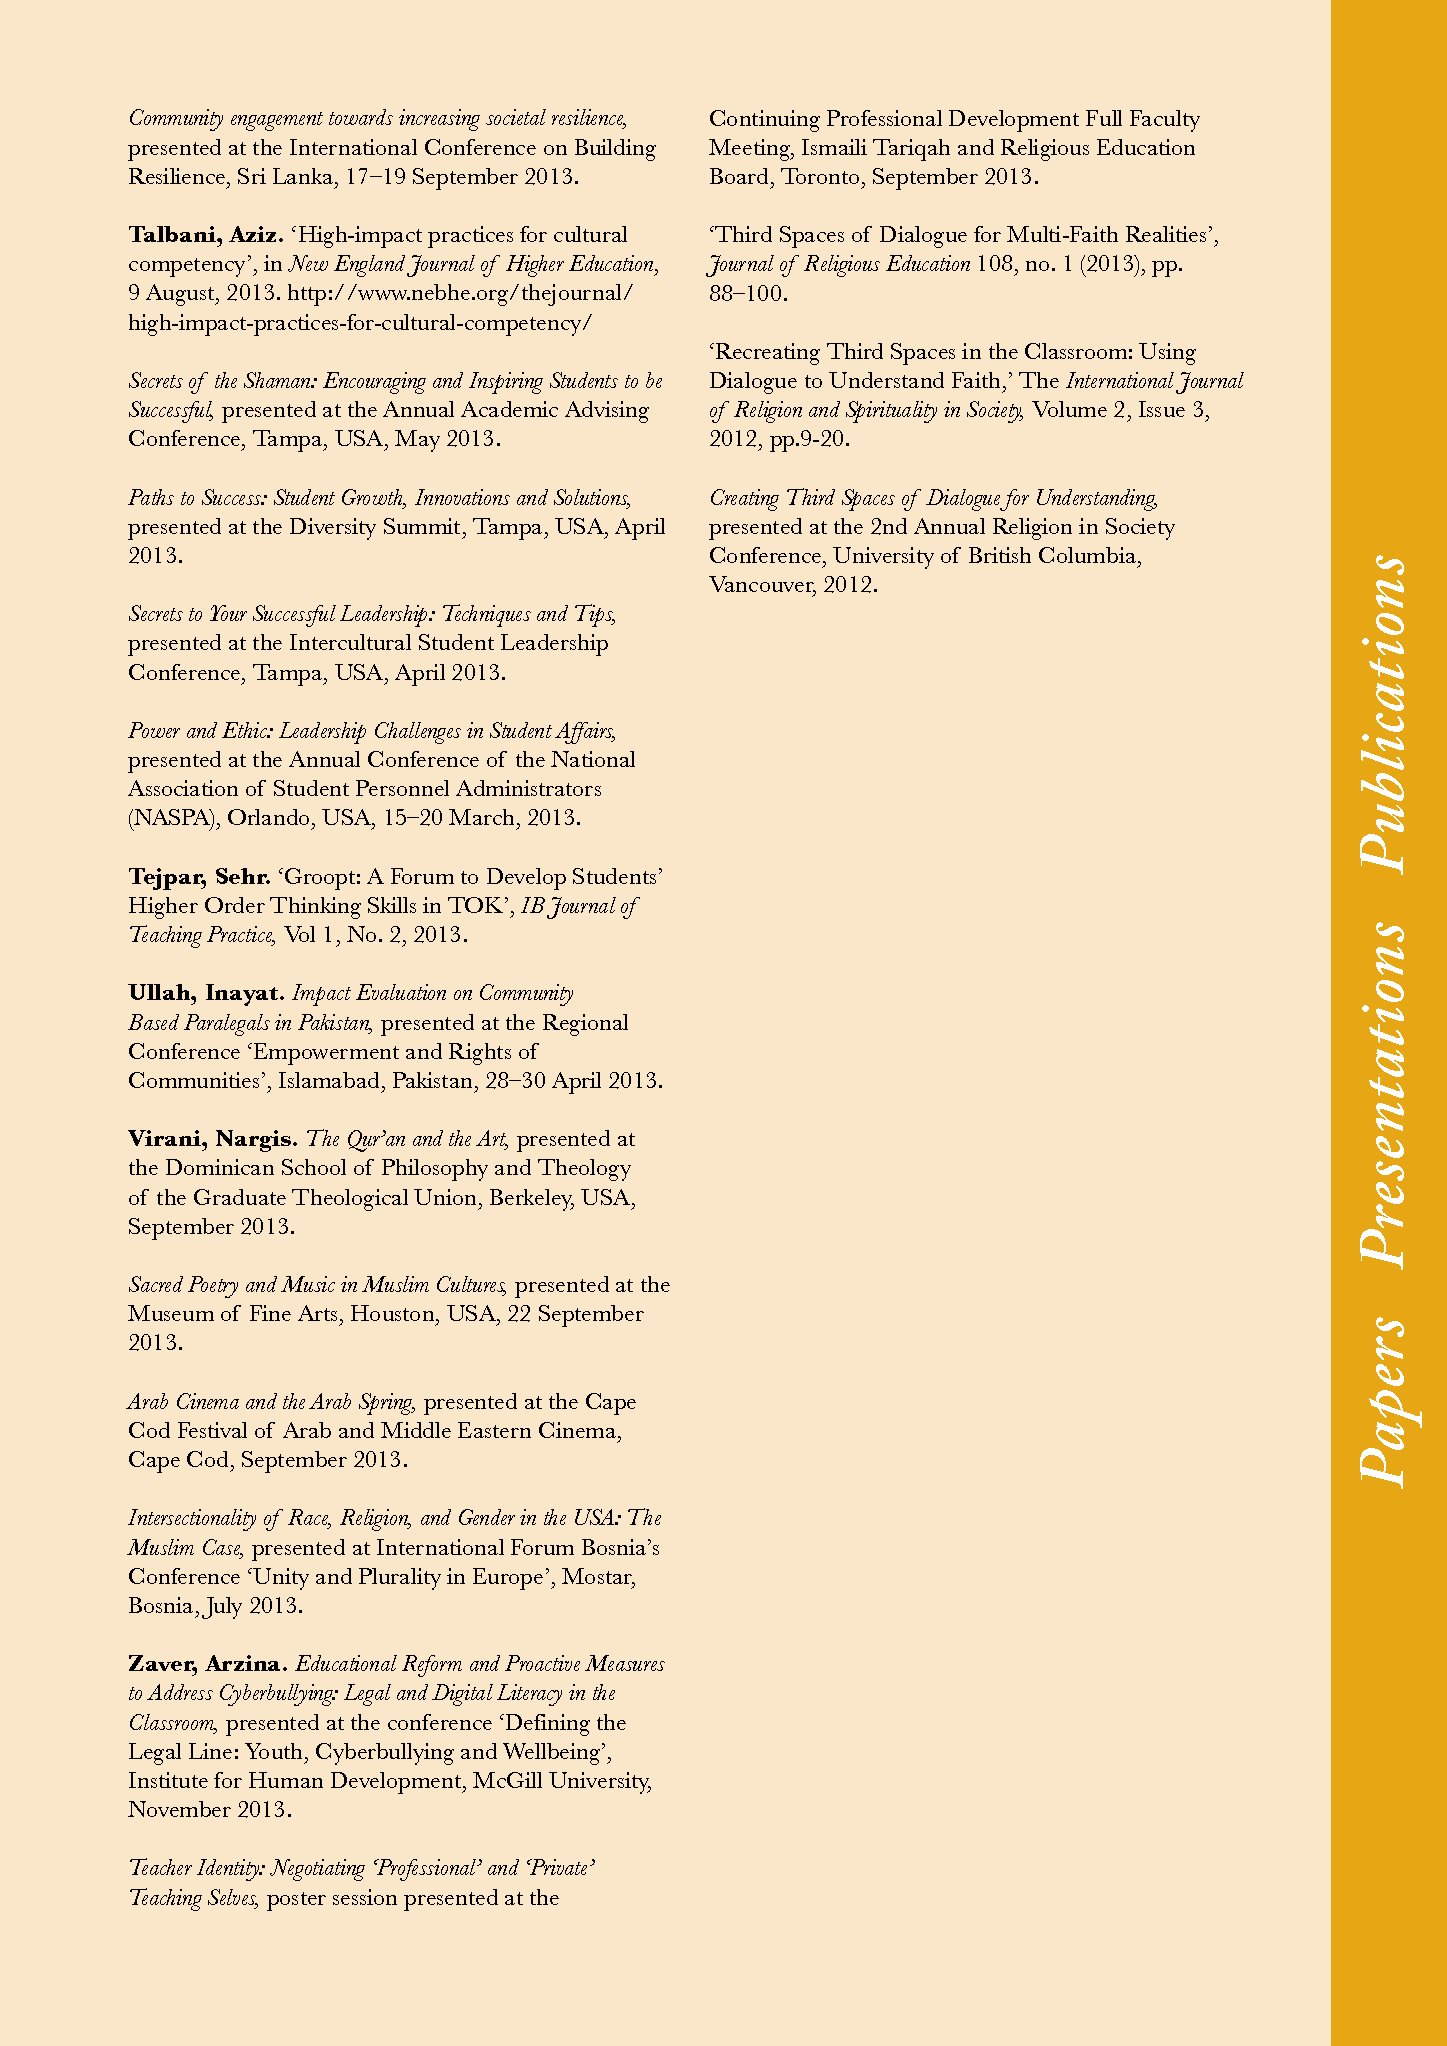 Community engagement towards increasing societal resilience,
presented at the International Conference on Building
Resilience, Sri Lanka, 17–19 September 2013.
Talbani, Aziz. ‘High-impact practices for cultural
competency’, in New England Journal of Higher Education,
9 August, 2013. http://www.nebhe.org/thejournal/
high-impact-practices-for-cultural-competency/
Secrets of the Shaman: Encouraging and Inspiring Students to be
Successful, presented at the Annual Academic Advising
Conference, Tampa, USA, May 2013.
Paths to Success: Student Growth, Innovations and Solutions,
presented at the Diversity Summit, Tampa, USA, April
2013.
Secrets to Your Successful Leadership: Techniques and Tips,
presented at the Intercultural Student Leadership
Conference, Tampa, USA, April 2013.
Power and Ethic: Leadership Challenges in Student Affairs,
presented at the Annual Conference of the National
Association of Student Personnel Administrators
(NASPA), Orlando, USA, 15–20 March, 2013.
Tejpar, Sehr. ‘Groopt: A Forum to Develop Students’
Higher Order Thinking Skills in TOK’, IB Journal of
Teaching Practice, Vol 1, No. 2, 2013.
Ullah, Inayat. Impact Evaluation on Community
Based Paralegals in Pakistan, presented at the Regional
Conference ‘Empowerment and Rights of
Communities’, Islamabad, Pakistan, 28–30 April 2013.
Virani, Nargis. The Qur’an and the Art, presented at
the Dominican School of Philosophy and Theology
of the Graduate Theological Union, Berkeley, USA,
September 2013.
Sacred Poetry and Music in Muslim Cultures, presented at the
Museum of Fine Arts, Houston, USA, 22 September
2013.
Arab Cinema and the Arab Spring, presented at the Cape
Cod Festival of Arab and Middle Eastern Cinema,
Cape Cod, September 2013.
Intersectionality of Race, Religion, and Gender in the USA: The
Muslim Case, presented at International Forum Bosnia’s
Conference ‘Unity and Plurality in Europe’, Mostar,
Bosnia, July 2013.
Zaver, Arzina. Educational Reform and Proactive Measures
to Address Cyberbullying: Legal and Digital Literacy in the
Classroom, presented at the conference ‘Defining the
Legal Line: Youth, Cyberbullying and Wellbeing’,
Institute for Human Development, McGill University,
November 2013.
Teacher Identity: Negotiating ‘Professional’ and ‘Private’
Teaching Selves, poster session presented at the
Continuing Professional Development Full Faculty
Meeting, Ismaili Tariqah and Religious Education
Board, Toronto, September 2013.
‘Third Spaces of Dialogue for Multi-Faith Realities’,
Journal of Religious Education 108, no. 1 (2013), pp.
88–100.
‘Recreating Third Spaces in the Classroom: Using
Dialogue to Understand Faith,’ The International Journal
of Religion and Spirituality in Society, Volume 2, Issue 3,
2012, pp.9-20.
Creating Third Spaces of Dialogue for Understanding,
presented at the 2nd Annual Religion in Society
Conference, University of British Columbia,
Vancouver, 2012.
Papers Presentations Publications